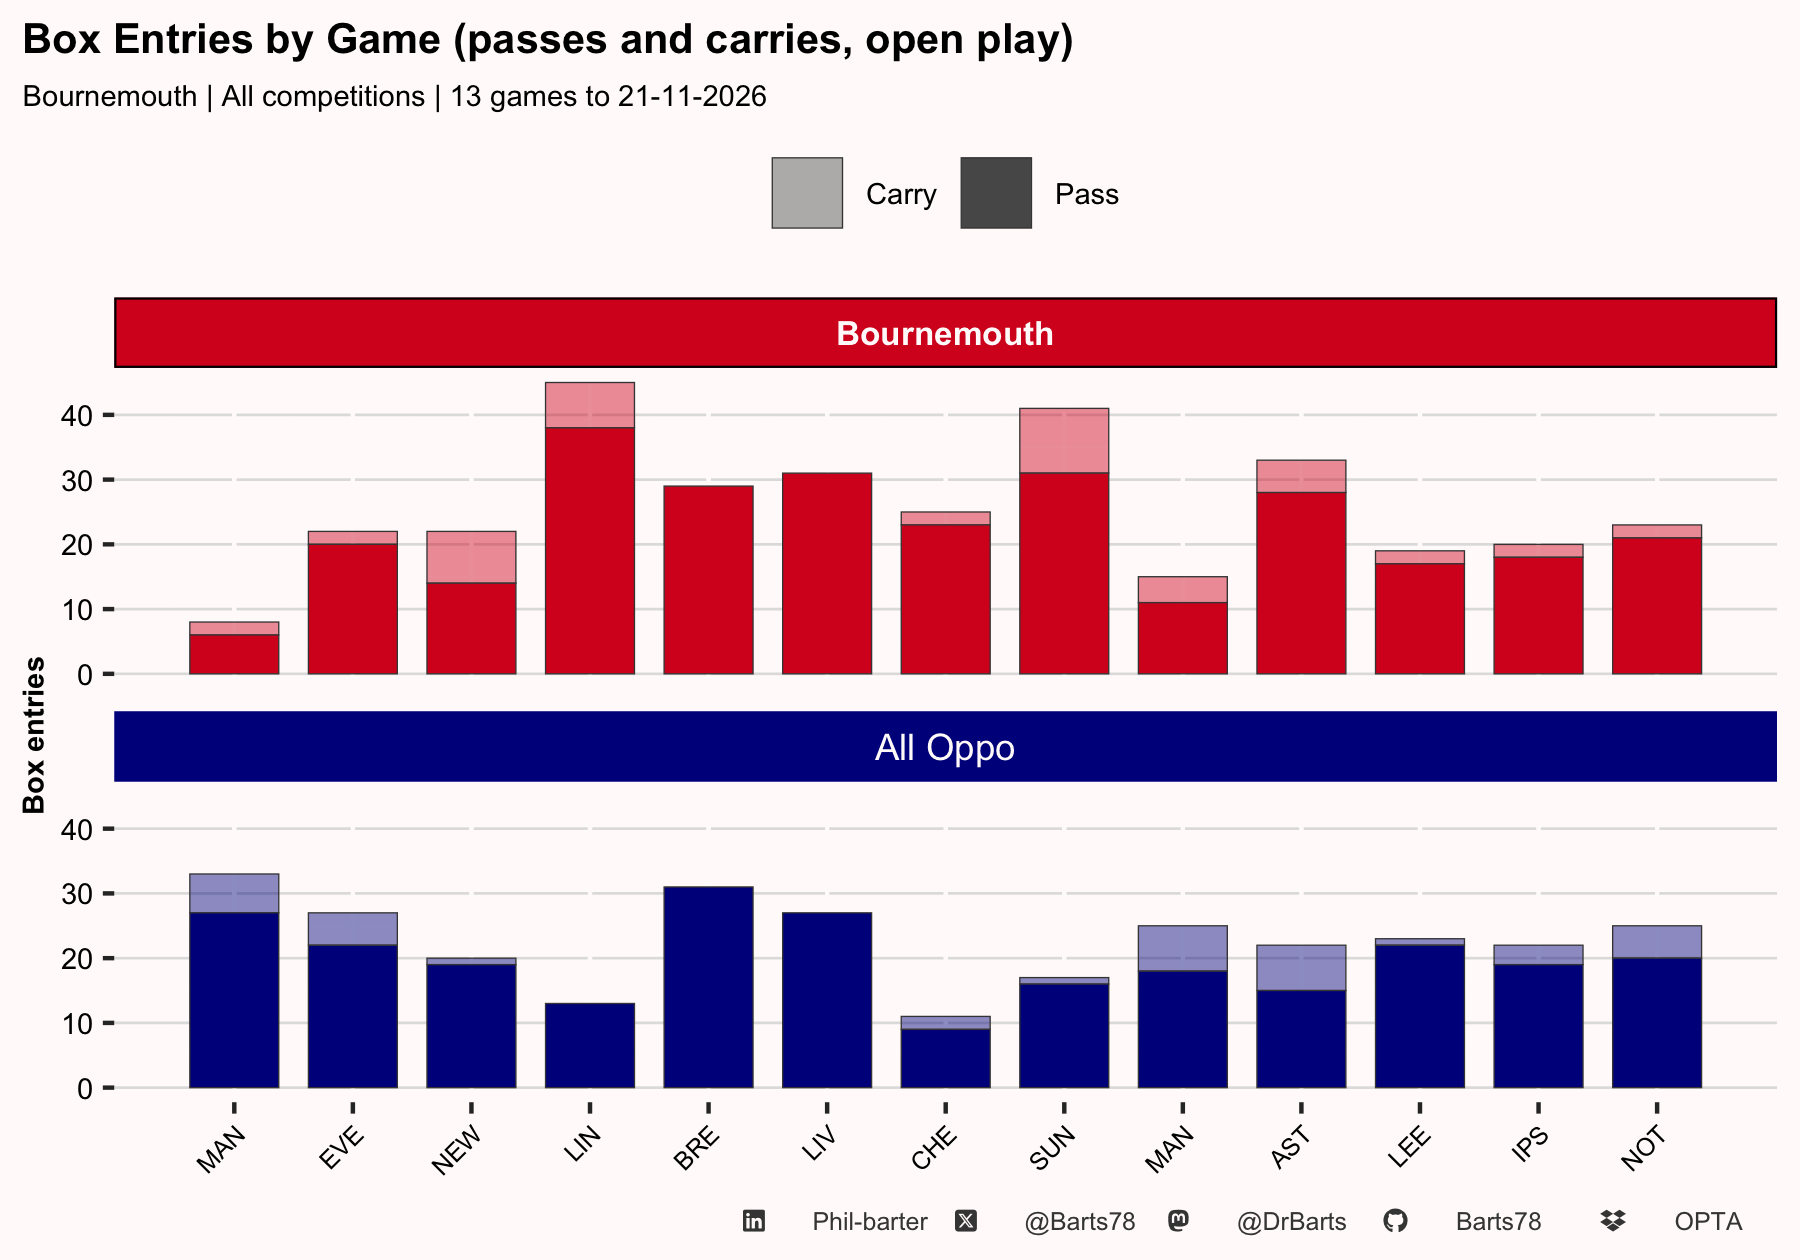 Box Entries by Game (passes and carries, open play)
Bournemouth | All competitions | 13 games to 21-11-2026
Carry Pass
Bournemouth
40
30
20
10
0
Box entries
All Oppo
40
30
20
10
0
MAN EVE NEW LIN BRE LIV CHE SUN MAN AST LEE IPS NOT
Phil-barter @Barts78 @DrBarts Barts78 OPTA